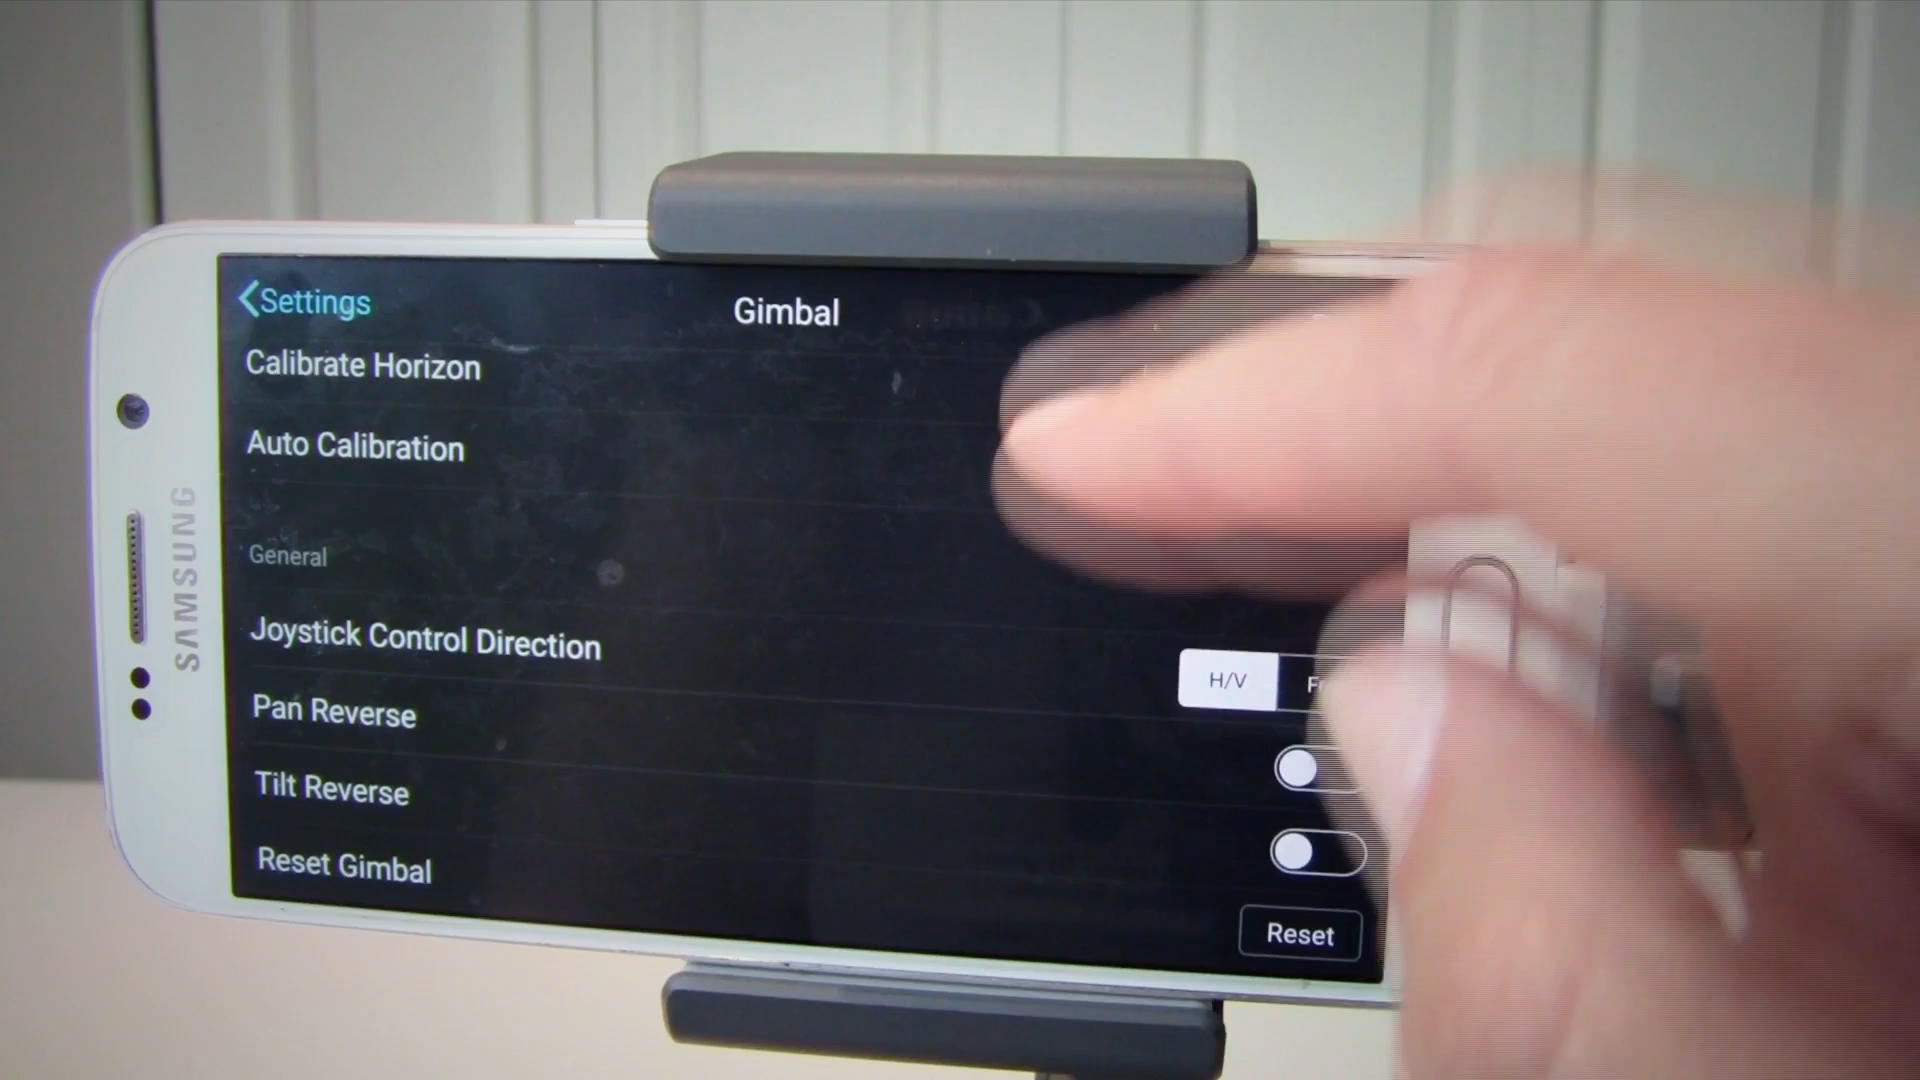 Settings
Gimbal
Calibrate Horizon
Auto Calibration
General
Joystick Control Direction
H/V
Pan Reverse
Tilt Reverse
Reset Gimbal
Reset
SAMSUNG